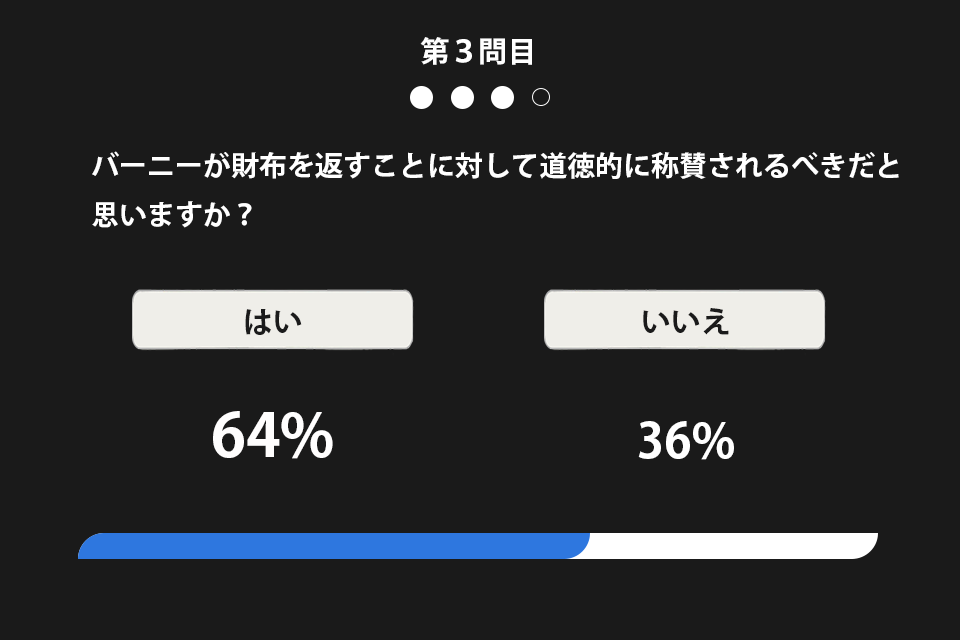 第３問目
バーニーが財布を返すことに対して道徳的に称賛されるべきだと
思いますか？
はい
いいえ
64%
36%